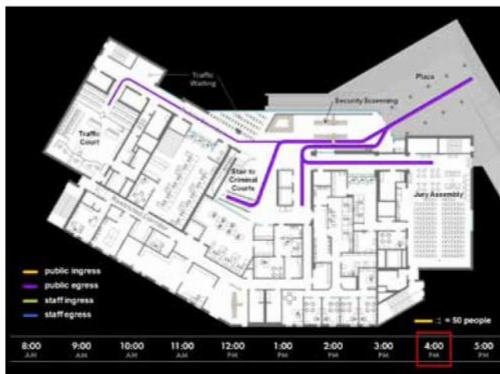 Traffic
Waiting
Plaza
Security Screening
Traffic
Court
Stair to
Criminal
Courts
Jury Assembly
Restricted Corridor
public ingress
public egress
staff ingress
staff egress
= 50 people
8:00 9:00 10:00 11:00 12:00 1:00 2:00 3:00 4:00 5:00
AM AM AM AM PM PM PM PM PM PM